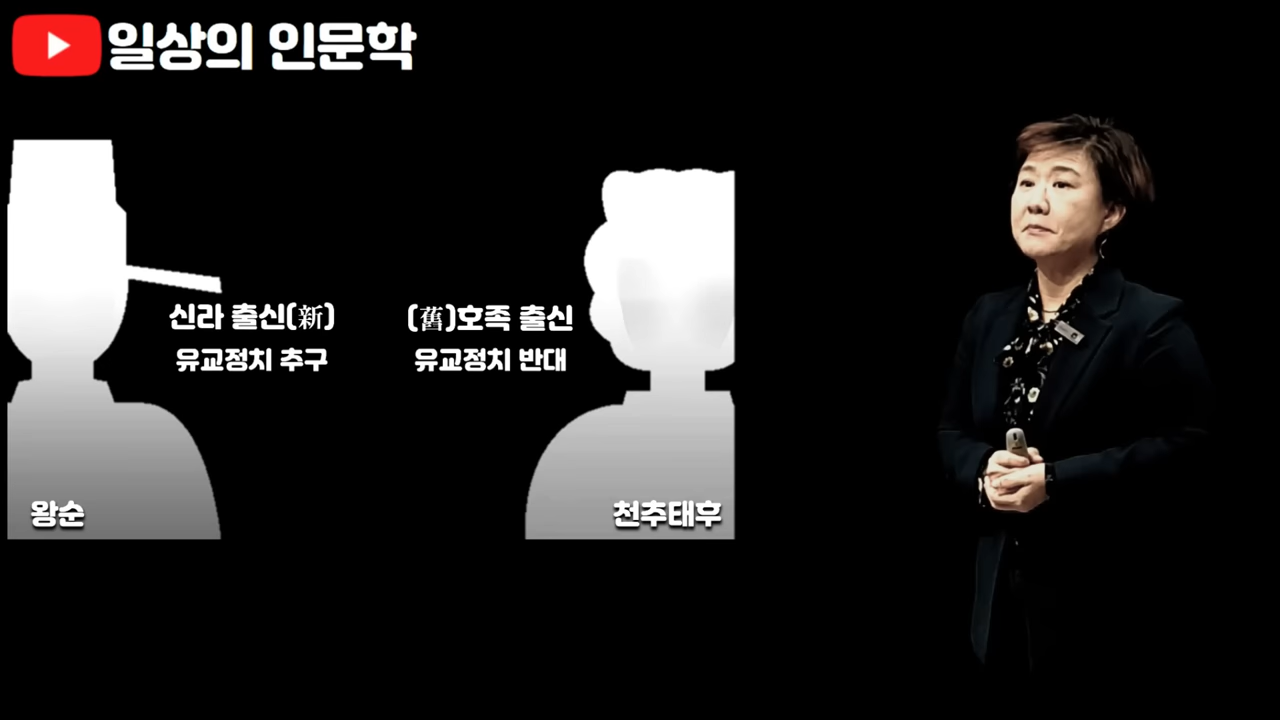 일상의 인문학
신라 출신(新)
유교정치 추구
(舊)호족 출신
유교정치 반대
왕순
천추태후